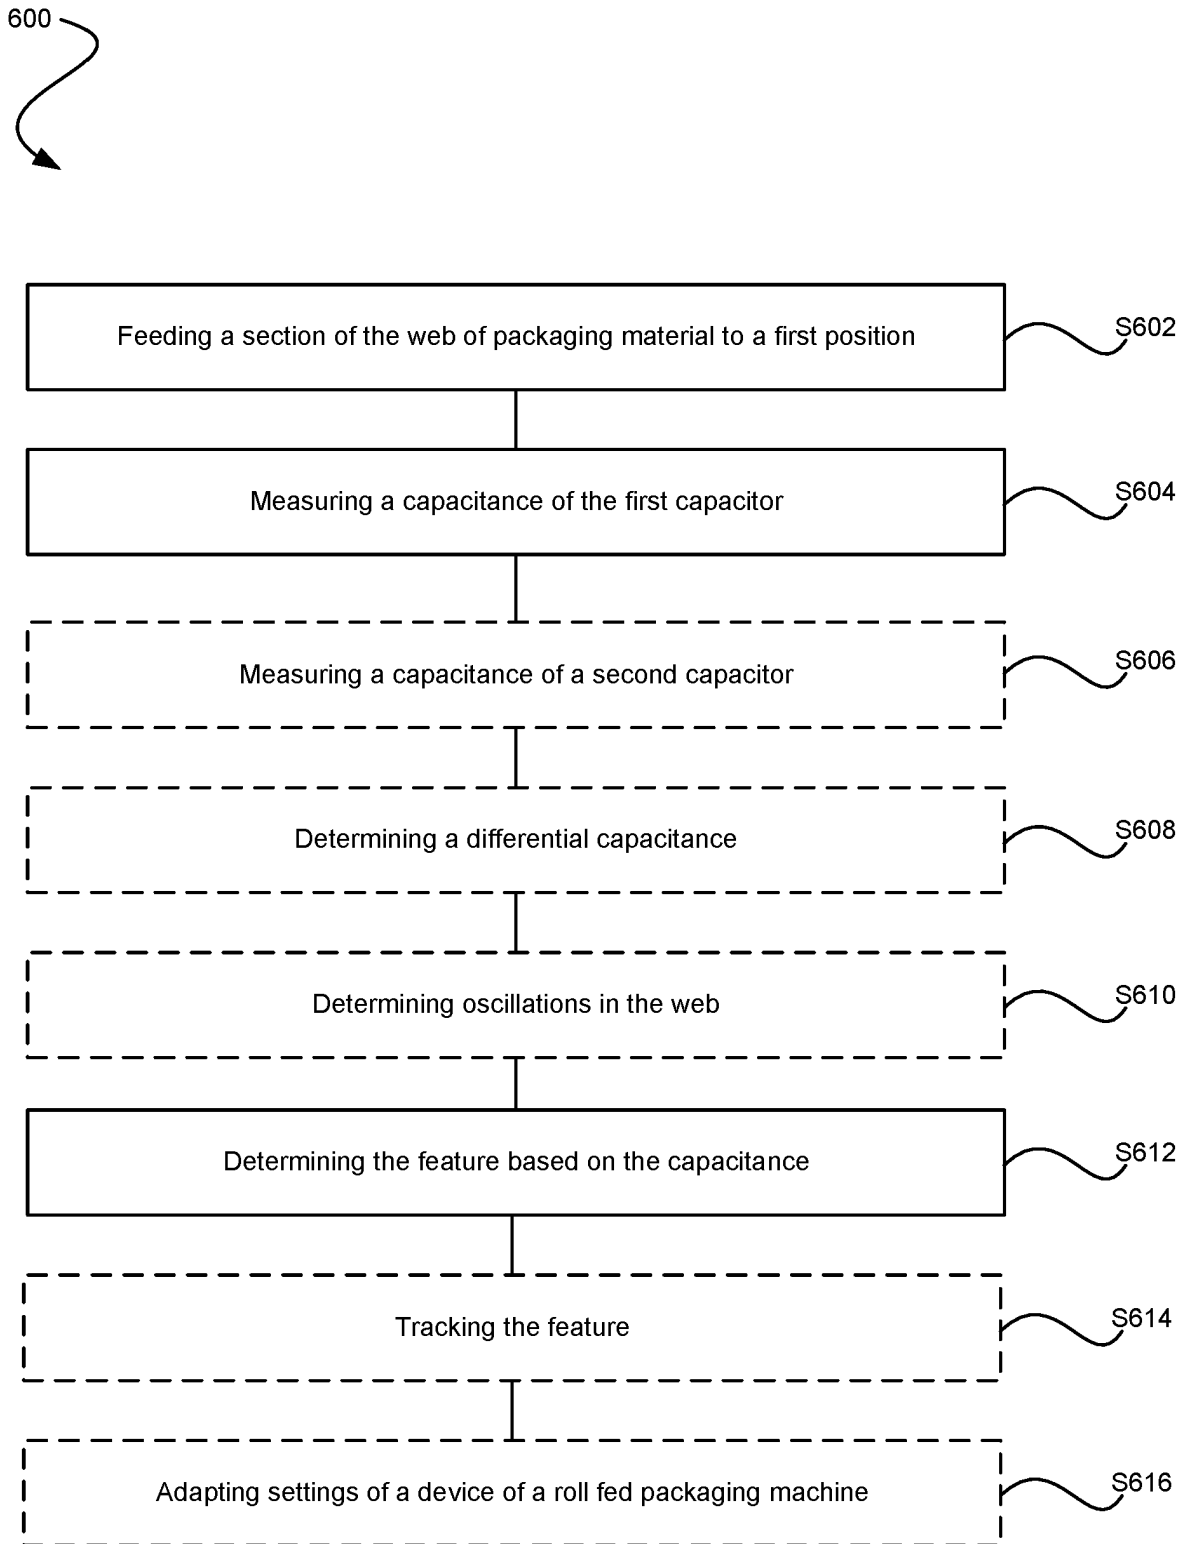 600
Feeding a section of the web of packaging material to a first position
S602
Measuring a capacitance of the first capacitor
S604
Measuring a capacitance of a second capacitor
S606
Determining a differential capacitance
S608
Determining oscillations in the web
S610
Determining the feature based on the capacitance
S612
Tracking the feature
S614
Adapting settings of a device of a roll fed packaging machine
S616